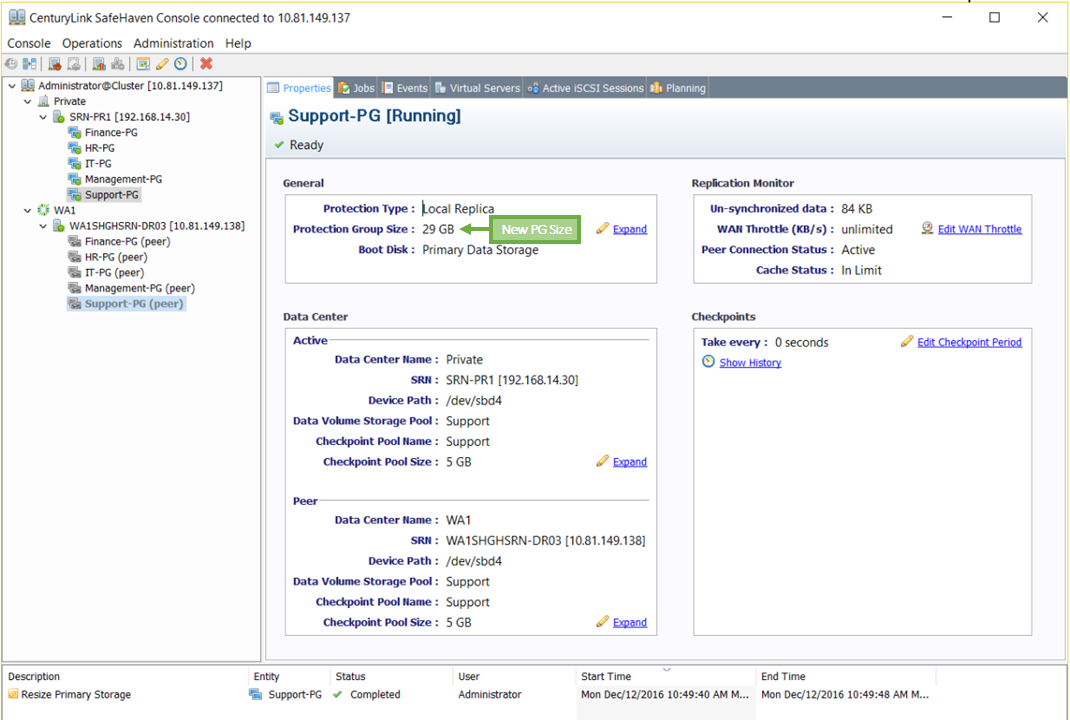 CenturyLink SafeHaven Console connected to 10.81.149.137
Console Operations Administration Help
Administrator@Cluster [10.81.149.137]
Private
SRN-PR1 [192.168.14.30]
Finance-PG
HR-PG
IT-PG
Management-PG
Support-PG
WA1
WA1SHGHSRN-DR03 [10.81.149.138]
Finance-PG (peer)
HR-PG (peer)
IT-PG (peer)
Management-PG (peer)
Support-PG (peer)
Properties Jobs Events Virtual Servers Active iSCSI Sessions Planning
Support-PG [Running]
Ready
General
Protection Type : Local Replica
Protection Group Size : 29 GB New PG Size Expand
Boot Disk : Primary Data Storage
Replication Monitor
Un-synchronized data : 84 KB
WAN Throttle (KB/s) : unlimited Edit WAN Throttle
Peer Connection Status : Active
Cache Status : In Limit
Data Center
Active
Data Center Name : Private
SRN : SRN-PR1 [192.168.14.30]
Device Path : /dev/sbd4
Data Volume Storage Pool : Support
Checkpoint Pool Name : Support
Checkpoint Pool Size : 5 GB Expand
Peer
Data Center Name : WA1
SRN : WA1SHGHSRN-DR03 [10.81.149.138]
Device Path : /dev/sbd4
Data Volume Storage Pool : Support
Checkpoint Pool Name : Support
Checkpoint Pool Size : 5 GB Expand
Checkpoints
Take every : 0 seconds Edit Checkpoint Period
Show History
Description Entity Status User Start Time End Time
Resize Primary Storage Support-PG Completed Administrator Mon Dec/12/2016 10:49:40 AM M... Mon Dec/12/2016 10:49:48 AM M...